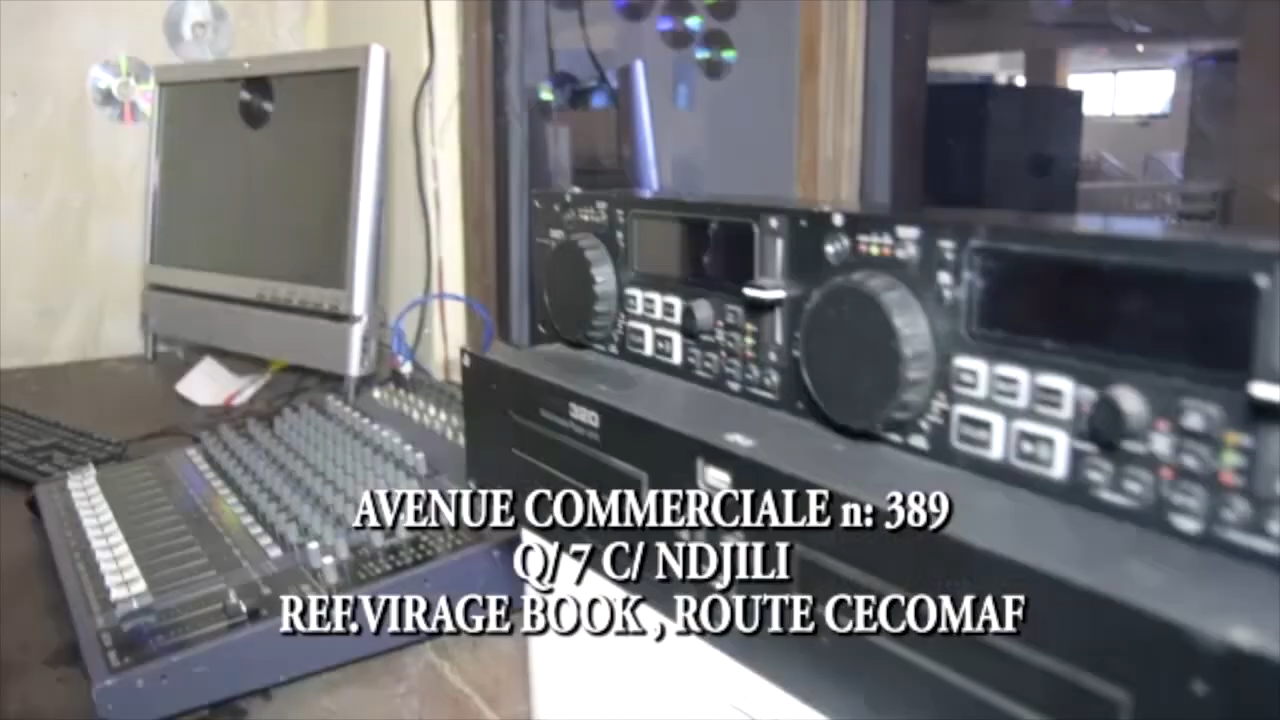 AVENUE COMMERCIALE n: 389
Q/ 7 C/ NDJILI
REF.VIRAGE BOOK , ROUTE CECOMAF